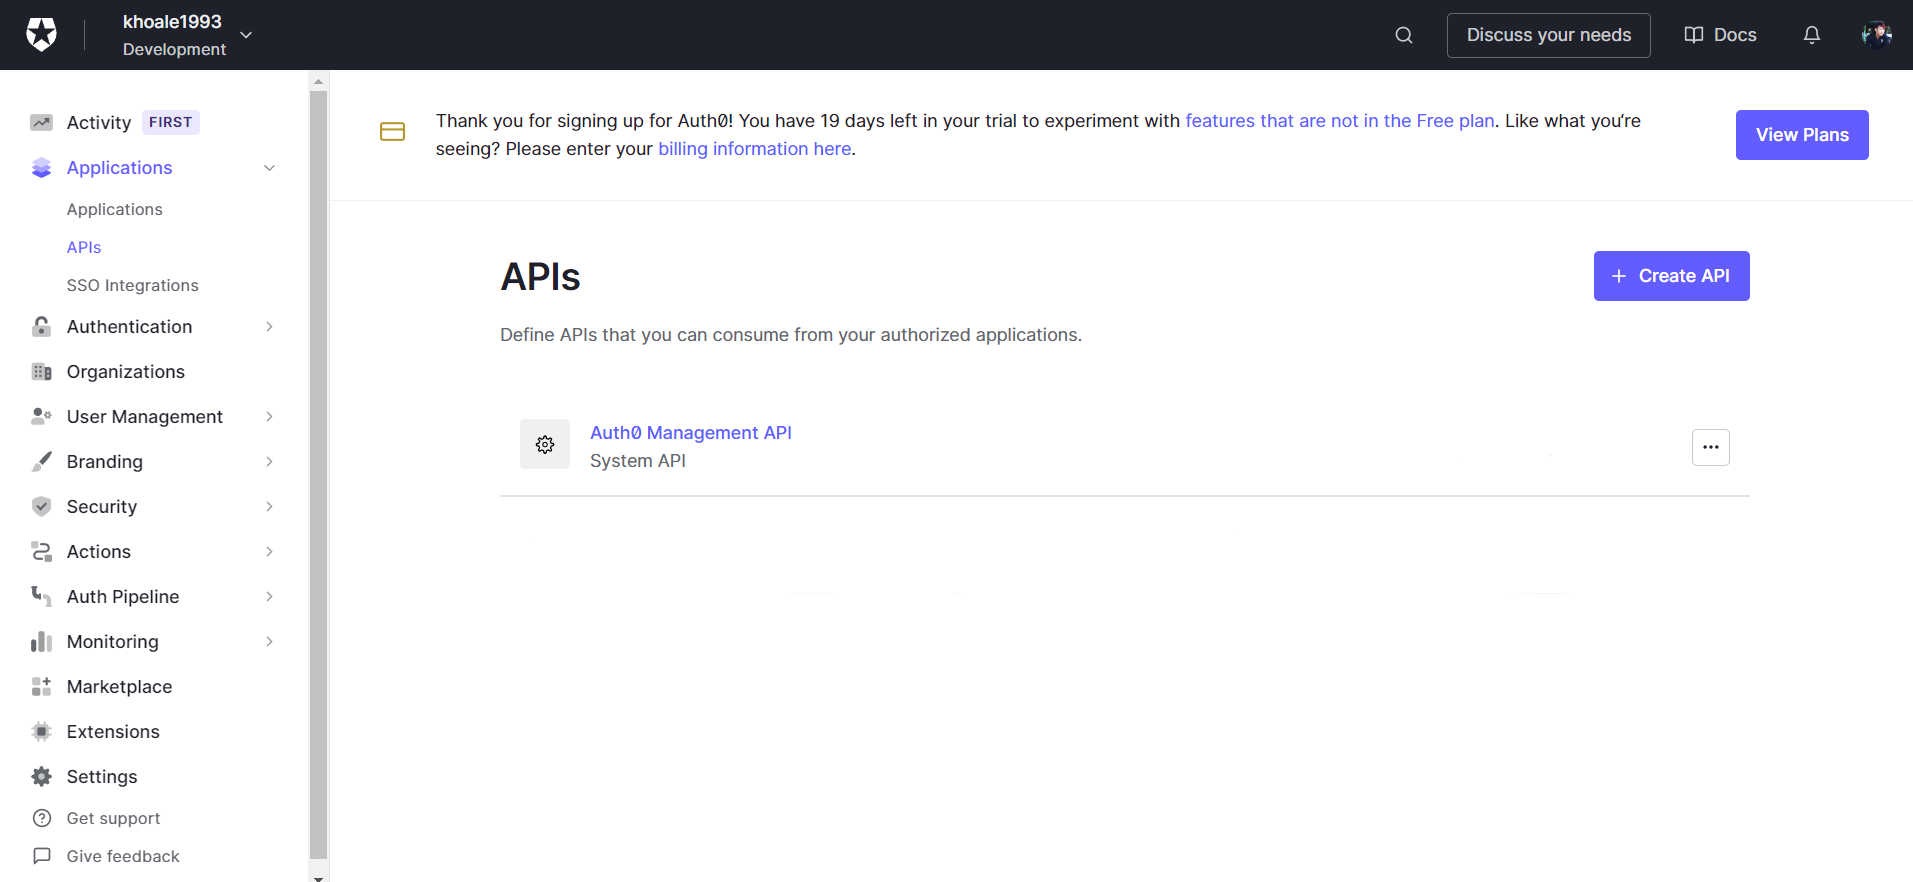 khoale1993
Development
Discuss your needs
Docs
Activity FIRST
Applications
Applications
APIs
SSO Integrations
Authentication
Organizations
User Management
Branding
Security
Actions
Auth Pipeline
Monitoring
Marketplace
Extensions
Settings
Get support
Give feedback
Thank you for signing up for Auth0! You have 19 days left in your trial to experiment with features that are not in the Free plan. Like what you're
seeing? Please enter your billing information here.
View Plans
APIs
+ Create API
Define APIs that you can consume from your authorized applications.
Auth0 Management API
System API